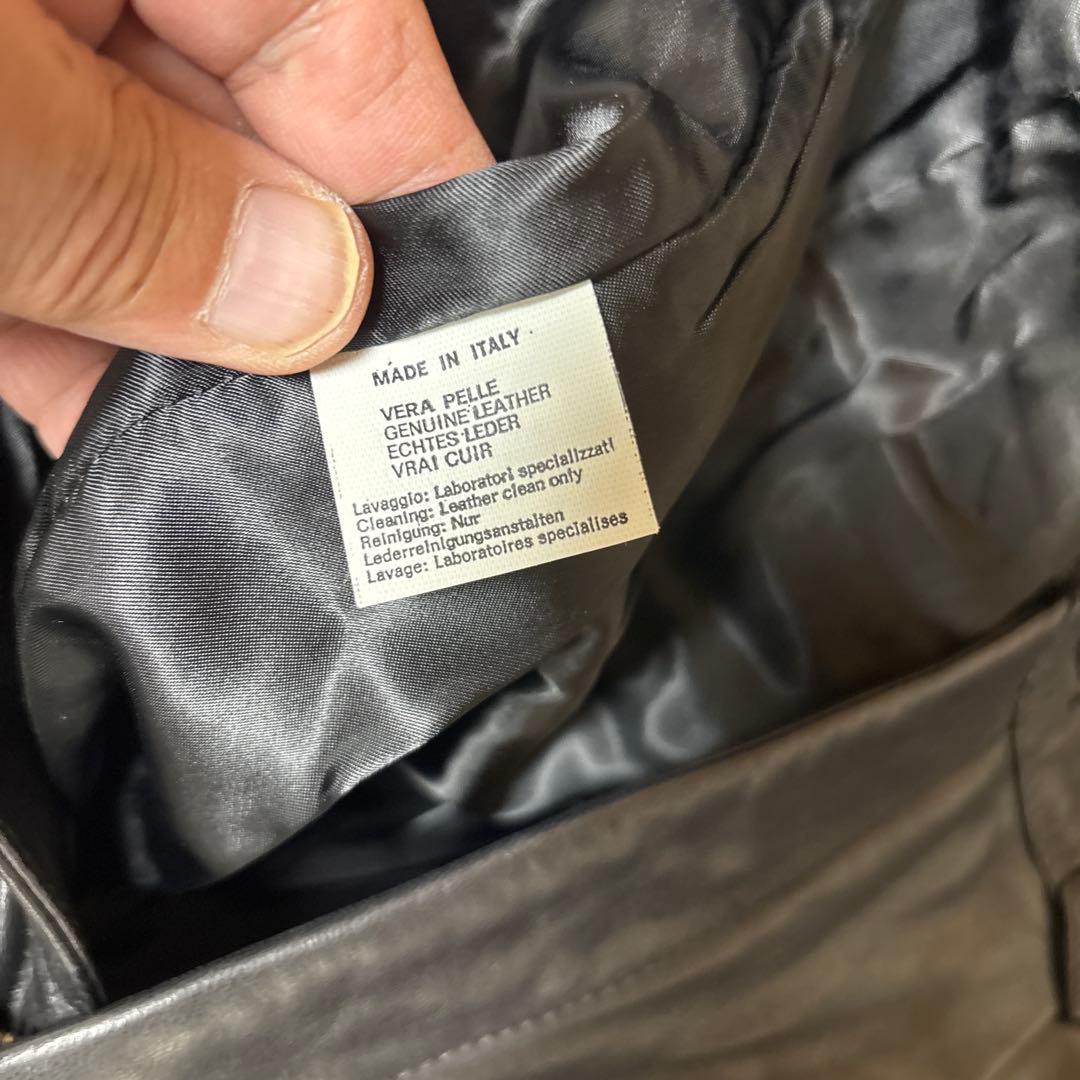 MADE IN ITALY
VERA PELLE
GENUINE LEATHER
ECHTES LEDER
VRAI CUIR
Lavaggio: Laboratori specializzati
Cleaning: Leather clean only
Reinigung: Nur
Lederreinigungsanstalten
Lavage: Laboratoires specialises